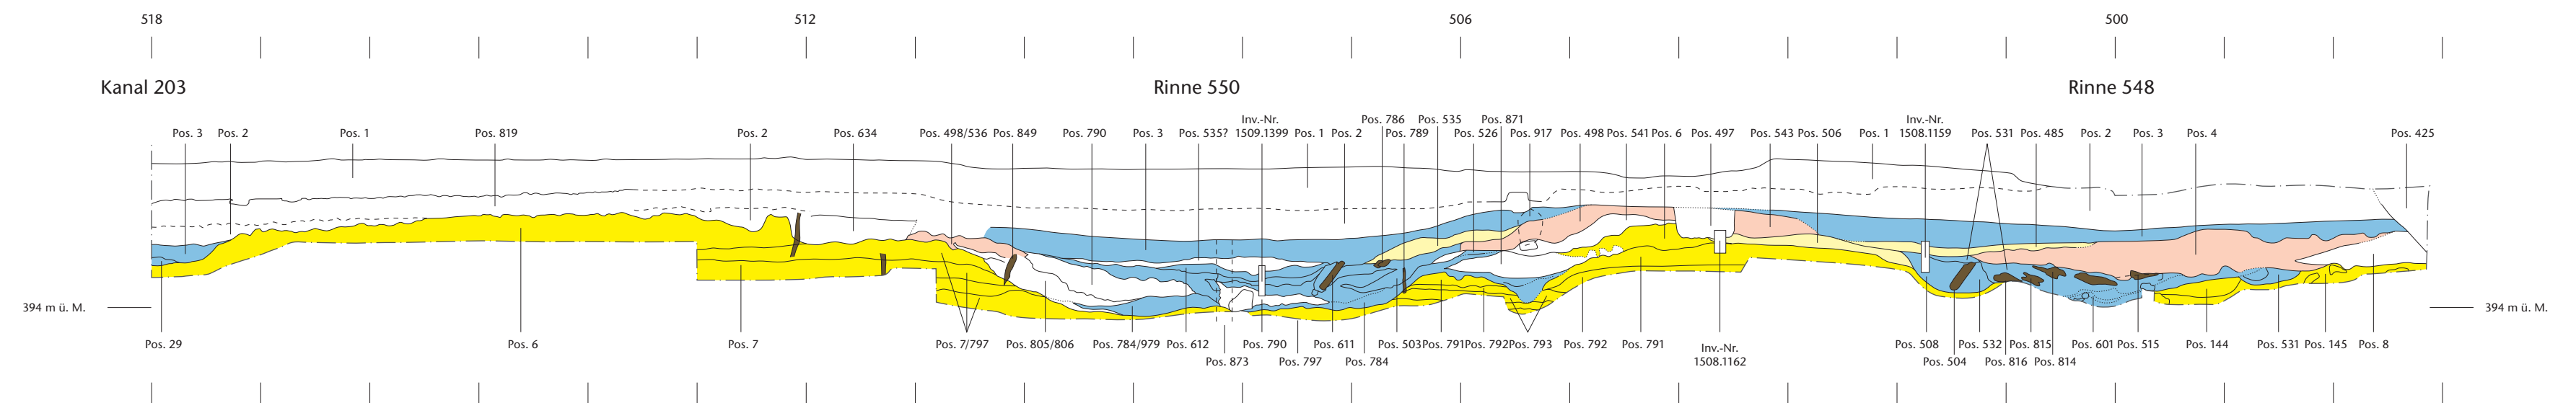 518 512 506 500
Kanal 203 Rinne 550 Rinne 548
Inv.-Nr. Pos. 786 Pos. 535 Pos. 871 Inv.-Nr.
Pos. 3 Pos. 2 Pos. 1 Pos. 819 Pos. 2 Pos. 634 Pos. 498/536 Pos. 849 Pos. 790 Pos. 3 Pos. 535? 1509.1399 Pos. 1 Pos. 2 Pos. 789 Pos. 526 Pos. 917 Pos. 498 Pos. 541 Pos. 6 Pos. 497 Pos. 543 Pos. 506 Pos. 1 1508.1159 Pos. 531 Pos. 485 Pos. 2 Pos. 3 Pos. 4 Pos. 425
394 m ü. M. 394 m ü. M.
Pos. 29 Pos. 6 Pos. 7 Pos. 7/797 Pos. 805/806 Pos. 784/979 Pos. 612 Pos. 790 Pos. 611 Pos. 503 Pos. 791 Pos. 792 Pos. 793 Pos. 792 Pos. 791 Inv.-Nr. Pos. 508 Pos. 532 Pos. 815 Pos. 601 Pos. 515 Pos. 144 Pos. 531 Pos. 145 Pos. 8
Pos. 873 Pos. 797 Pos. 784 1508.1162 Pos. 504 Pos. 816 Pos. 814